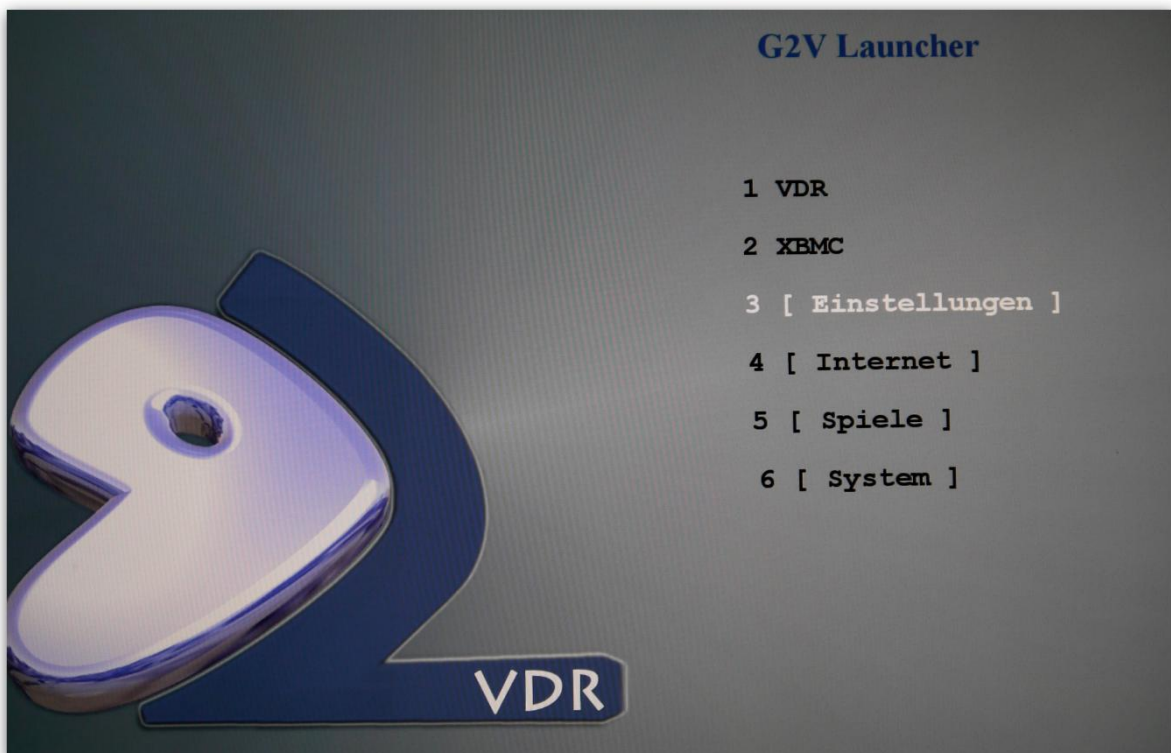 G2V Launcher
1 VDR
2 XBMC
3 [ Einstellungen ]
4 [ Internet ]
5 [ Spiele ]
6 [ System ]
VDR